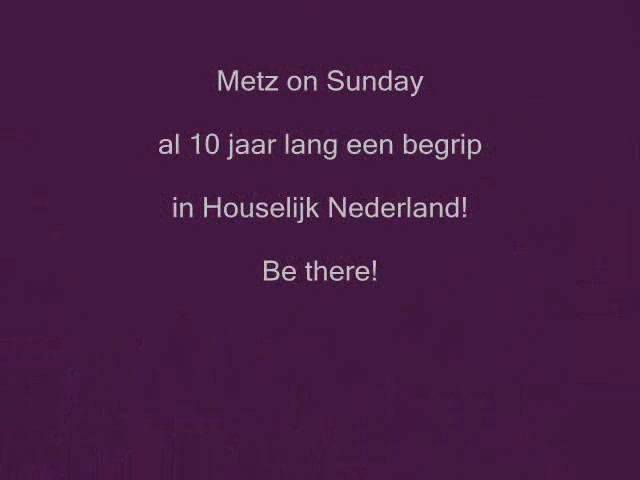 Metz on Sunday
al 10 jaar lang een begrip
in Houselijk Nederland!
Be there!